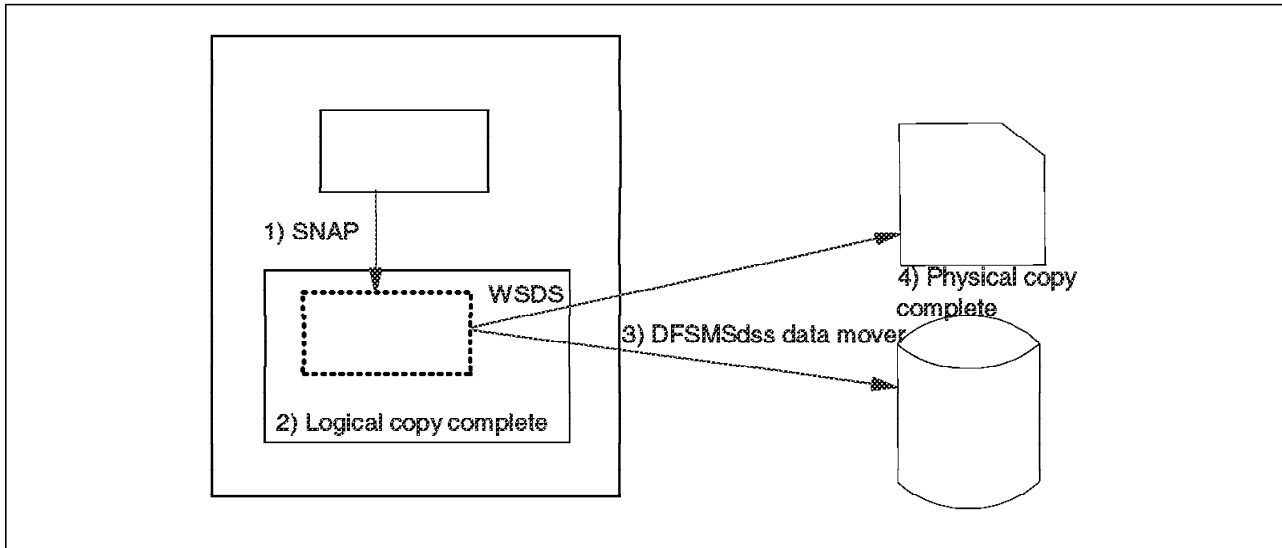 1) SNAP
WSDS
2) Logical copy complete
3) DFSMSdss data mover
4) Physical copy
complete